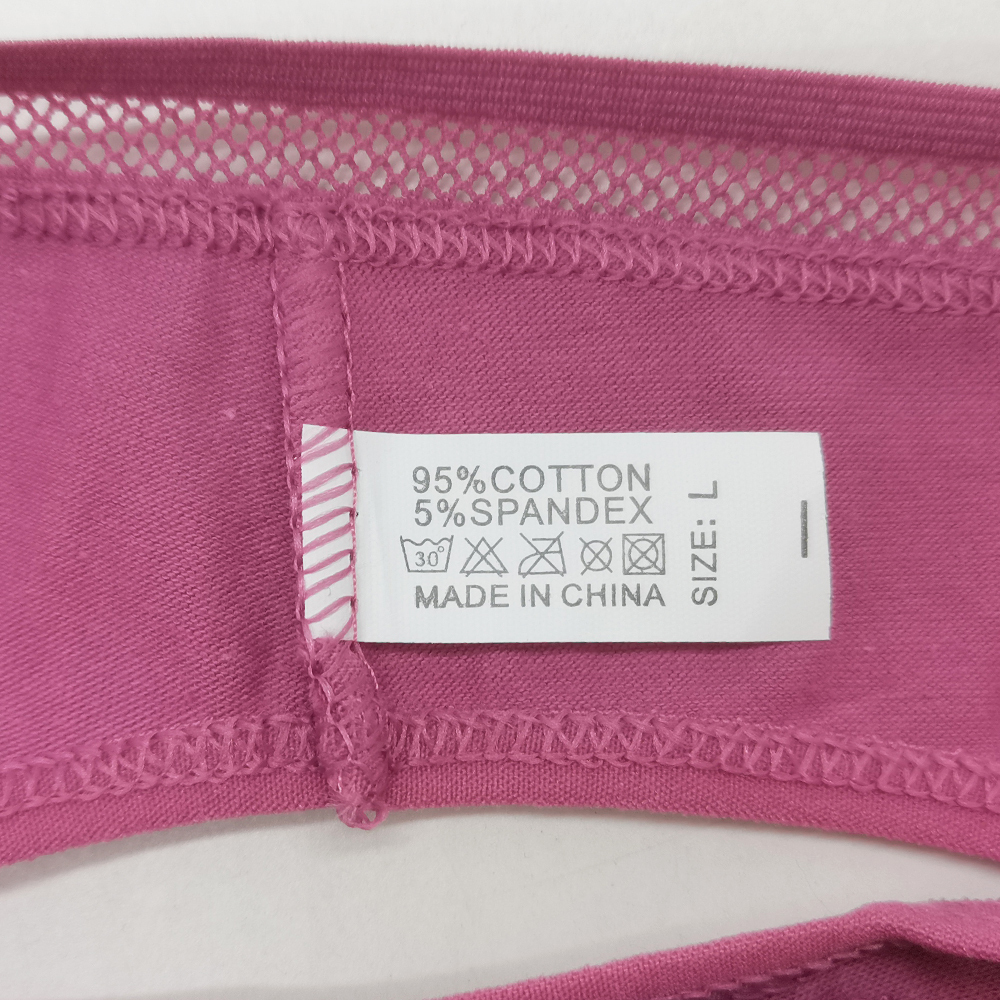 95%COTTON
5%SPANDEX
30°
MADE IN CHINA
SIZE: L